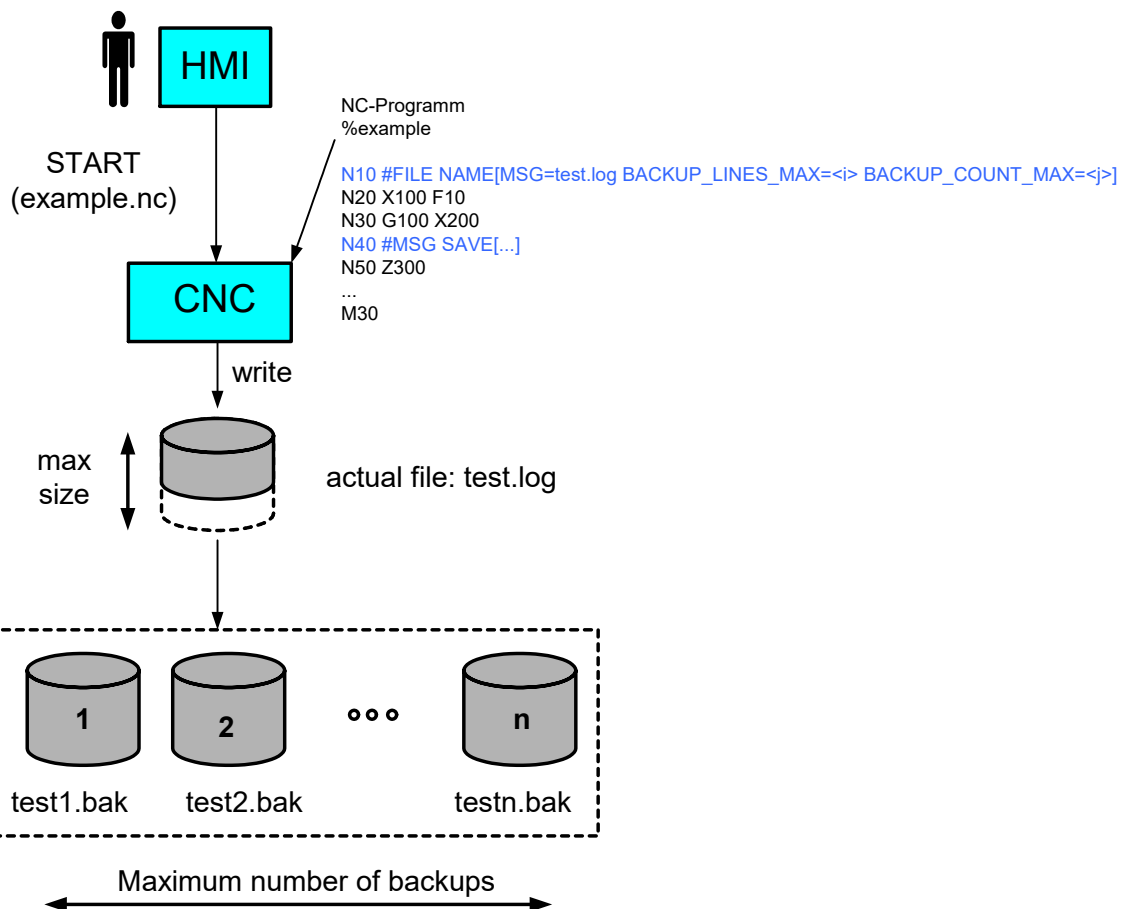 HMI
START
(example.nc)
NC-Programm
%example
N10 #FILE NAME[MSG=test.log BACKUP_LINES_MAX=<i> BACKUP_COUNT_MAX=<j>]
N20 X100 F10
N30 G100 X200
N40 #MSG SAVE[...]
N50 Z300
...
M30
CNC
write
max
size
actual file: test.log
1
2
n
test1.bak
test2.bak
testn.bak
Maximum number of backups